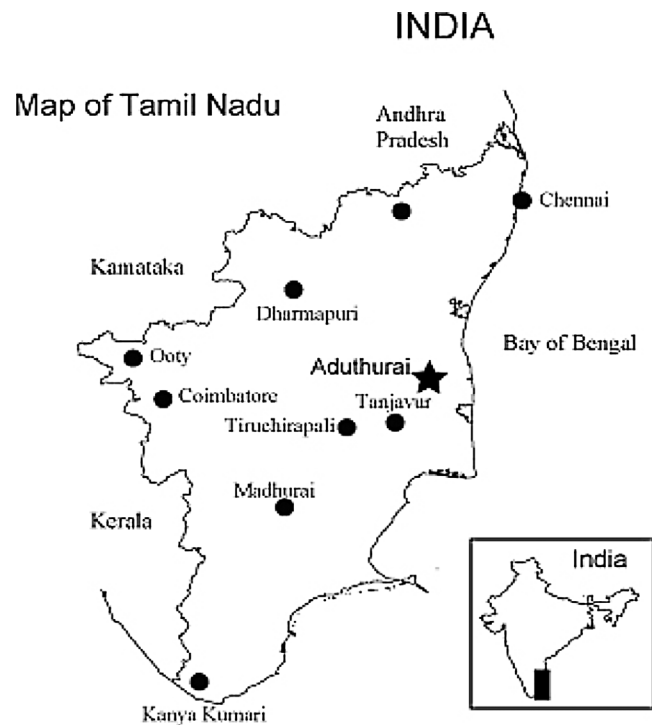 INDIA
Map of Tamil Nadu
Andhra
Pradesh
Chennai
Kamataka
Dharmapuri
Bay of Bengal
Ooty
Aduthurai
Coimbatore
Tanjavur
Tiruchirapali
Madhurai
Kerala
India
Kanya Kumari